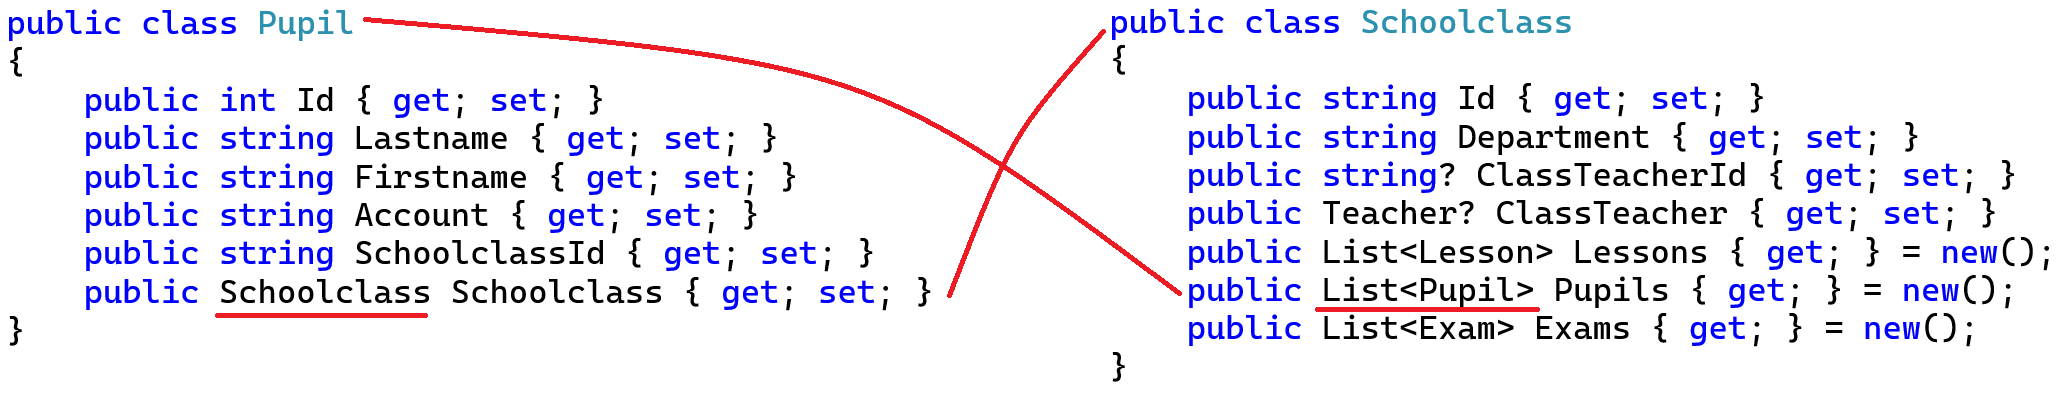 public class Pupil
{
    public int Id { get; set; }
    public string Lastname { get; set; }
    public string Firstname { get; set; }
    public string Account { get; set; }
    public string SchoolclassId { get; set; }
    public Schoolclass Schoolclass { get; set; }
}
public class Schoolclass
{
    public string Id { get; set; }
    public string Department { get; set; }
    public string? ClassTeacherId { get; set; }
    public Teacher? ClassTeacher { get; set; }
    public List<Lesson> Lessons { get; } = new();
    public List<Pupil> Pupils { get; } = new();
    public List<Exam> Exams { get; } = new();
}